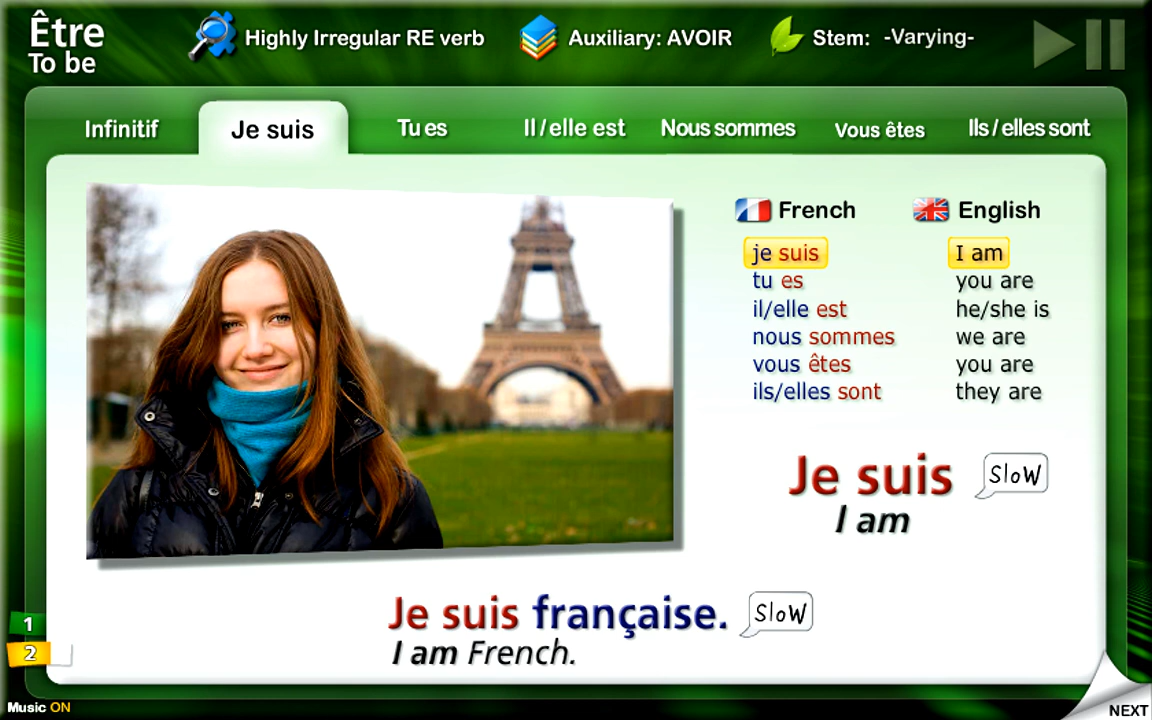 Être
To be
Highly Irregular RE verb
Auxiliary: AVOIR
Stem: -Varying-
Infinitif
Je suis
Tu es
Il / elle est
Nous sommes
Vous êtes
Ils / elles sont
French
English
je suis
I am
tu es
you are
il/elle est
he/she is
nous sommes
we are
vous êtes
you are
ils/elles sont
they are
Je suis
SloW
I am
Je suis française.
SloW
I am French.
1
2
Music ON
NEXT